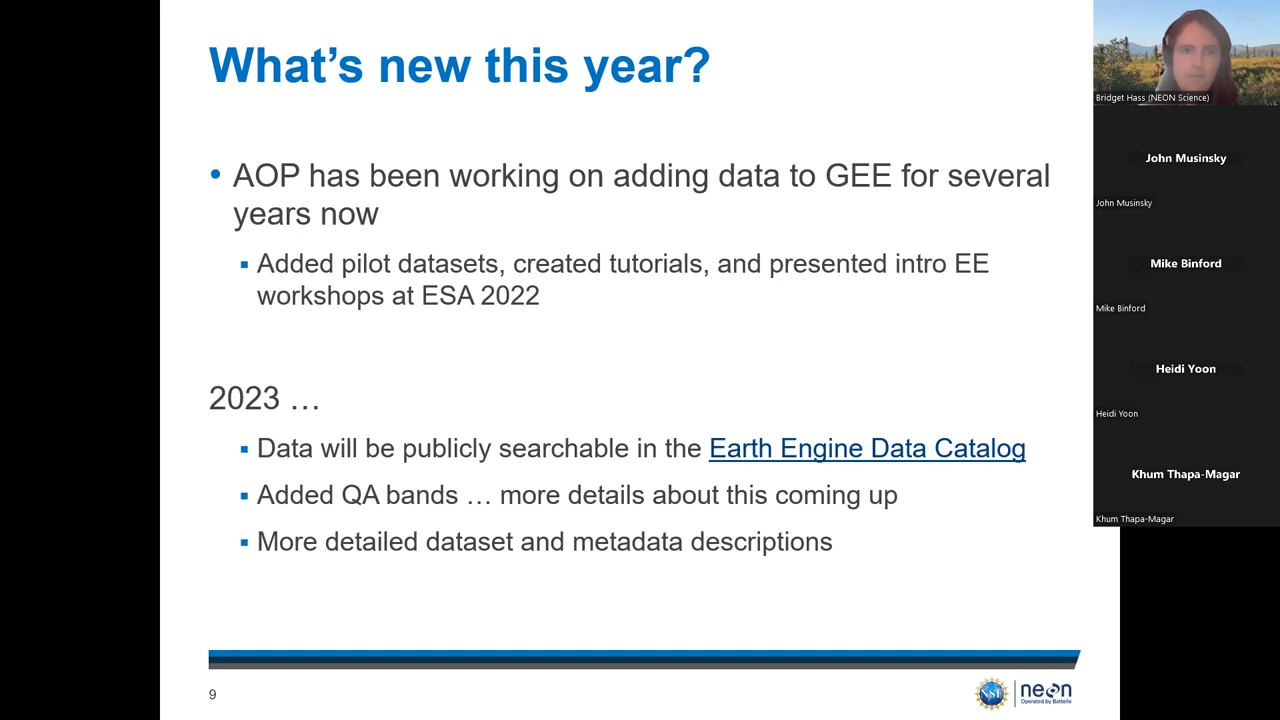 What's new this year?
• AOP has been working on adding data to GEE for several
years now
▪ Added pilot datasets, created tutorials, and presented intro EE
workshops at ESA 2022
2023 …
▪ Data will be publicly searchable in the Earth Engine Data Catalog
▪ Added QA bands … more details about this coming up
▪ More detailed dataset and metadata descriptions
9
NSF
neon
Operated by Battelle
Bridget Hass (NEON Science)
John Musinsky
John Musinsky
Mike Binford
Mike Binford
Heidi Yoon
Heidi Yoon
Khum Thapa-Magar
Khum Thapa-Magar